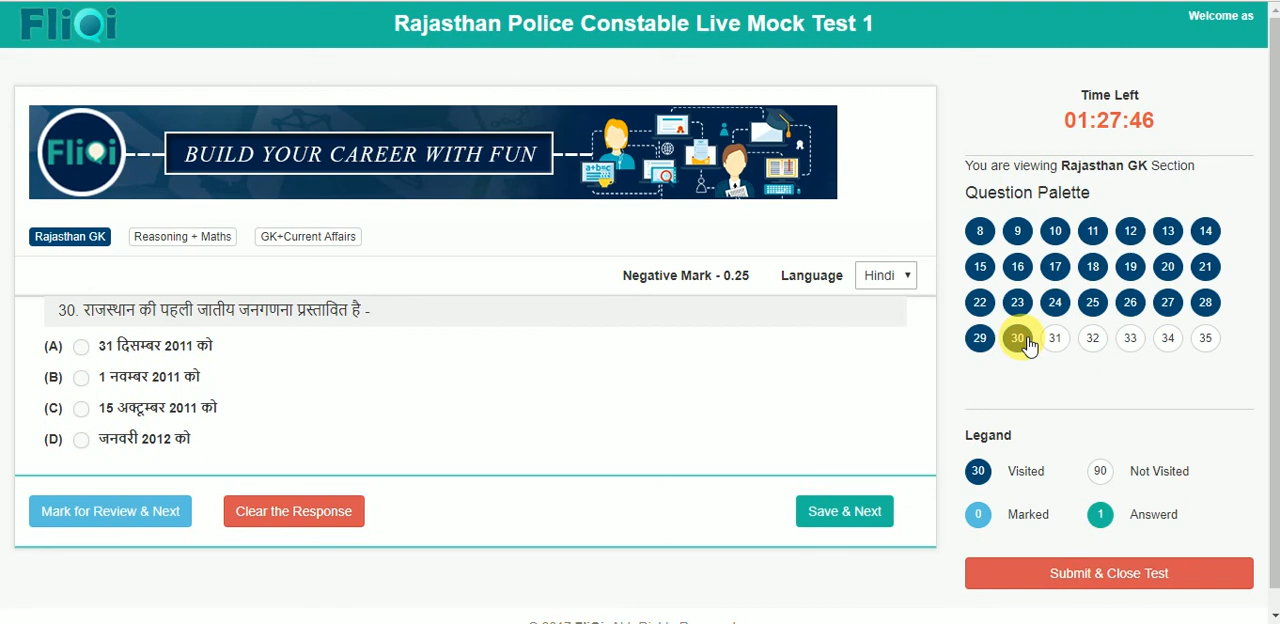 FliQi
Rajasthan Police Constable Live Mock Test 1
Welcome as
FliQi
BUILD YOUR CAREER WITH FUN
a+bc
Time Left
01:27:46
You are viewing Rajasthan GK Section
Question Palette
8 9 10 11 12 13 14
15 16 17 18 19 20 21
22 23 24 25 26 27 28
29 30 31 32 33 34 35
Rajasthan GK Reasoning + Maths GK+Current Affairs
Negative Mark - 0.25 Language Hindi
30. राजस्थान की पहली जातीय जनगणना प्रस्तावित है -
(A) 31 दिसम्बर 2011 को
(B) 1 नवम्बर 2011 को
(C) 15 अक्टूम्बर 2011 को
(D) जनवरी 2012 को
Mark for Review & Next Clear the Response Save & Next
Legand
30 Visited 90 Not Visited
0 Marked 1 Answerd
Submit & Close Test